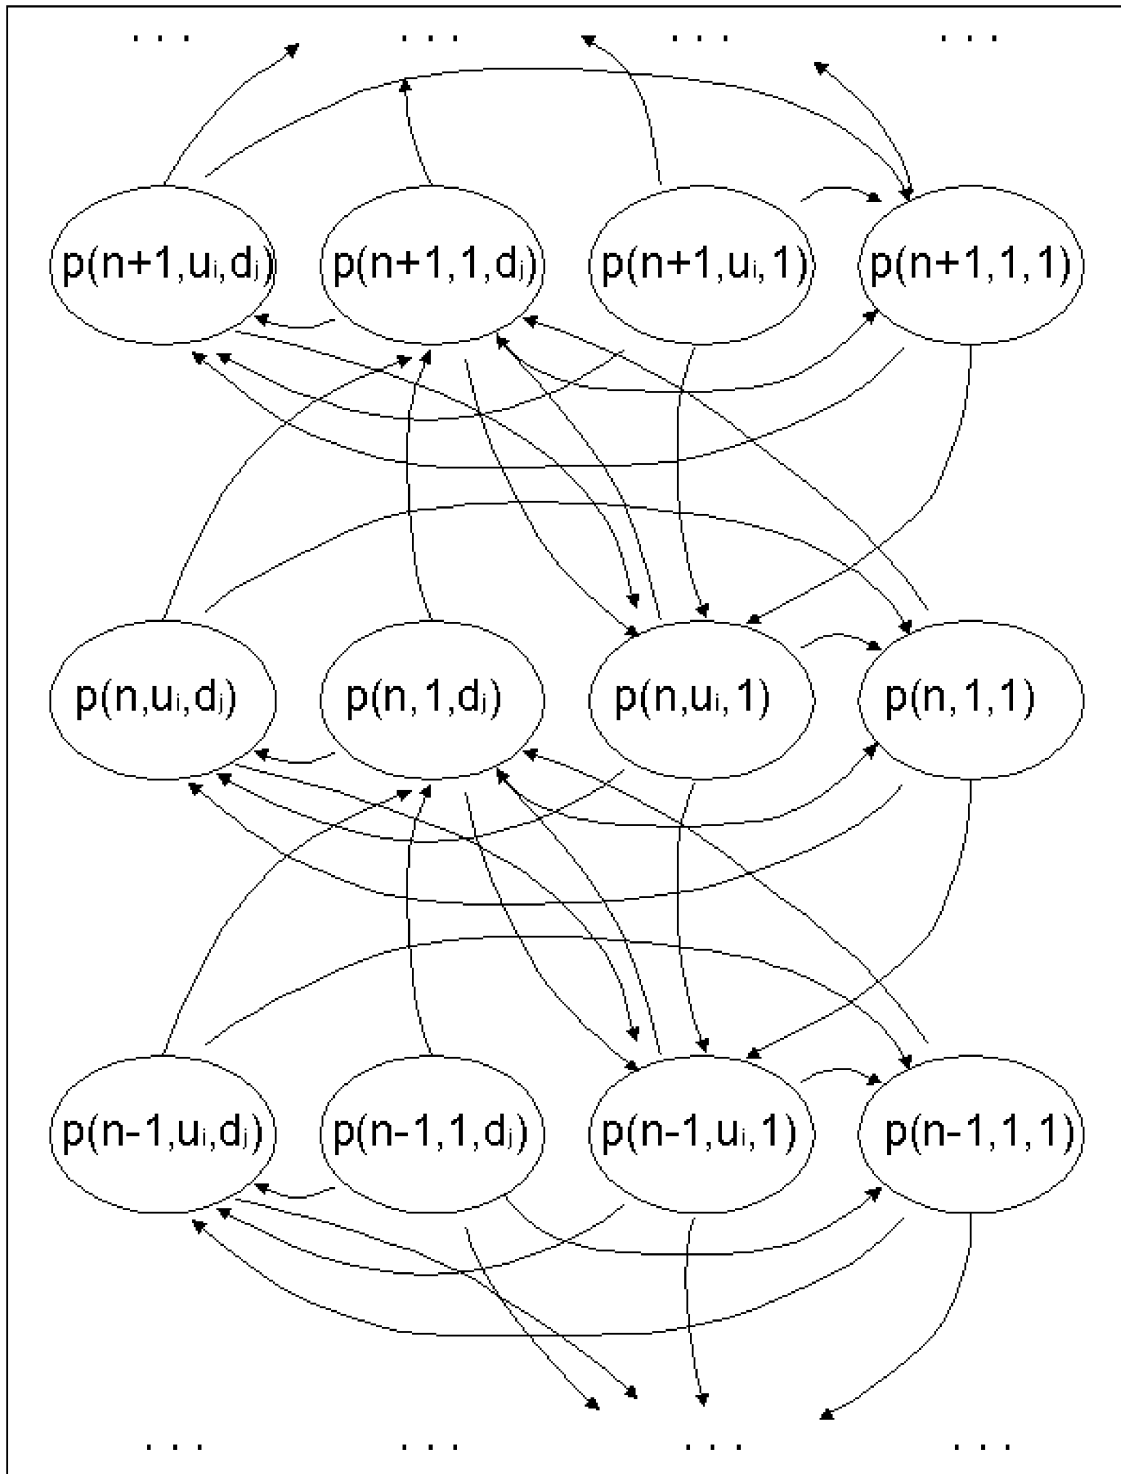 . . . . . . . . . . . .
p(n+1,uᵢ,dⱼ) p(n+1,1,dⱼ) p(n+1,uᵢ,1) p(n+1,1,1)
p(n,uᵢ,dⱼ) p(n,1,dⱼ) p(n,uᵢ,1) p(n,1,1)
p(n-1,uᵢ,dⱼ) p(n-1,1,dⱼ) p(n-1,uᵢ,1) p(n-1,1,1)
. . . . . . . . . . . .